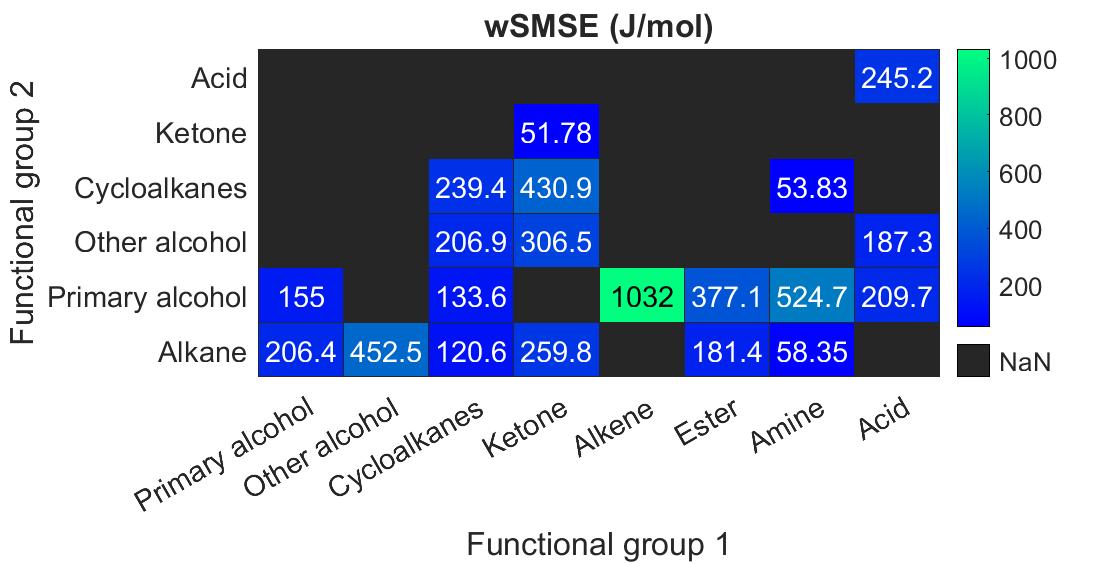 wSMSE (J/mol)
Functional group 2
Acid 245.2
Ketone 51.78
Cycloalkanes 239.4 430.9 53.83
Other alcohol 206.9 306.5 187.3
Primary alcohol 155 133.6 1032 377.1 524.7 209.7
Alkane 206.4 452.5 120.6 259.8 181.4 58.35
Primary alcohol
Other alcohol
Cycloalkanes
Ketone
Alkene
Ester
Amine
Acid
Functional group 1
1000
800
600
400
200
NaN